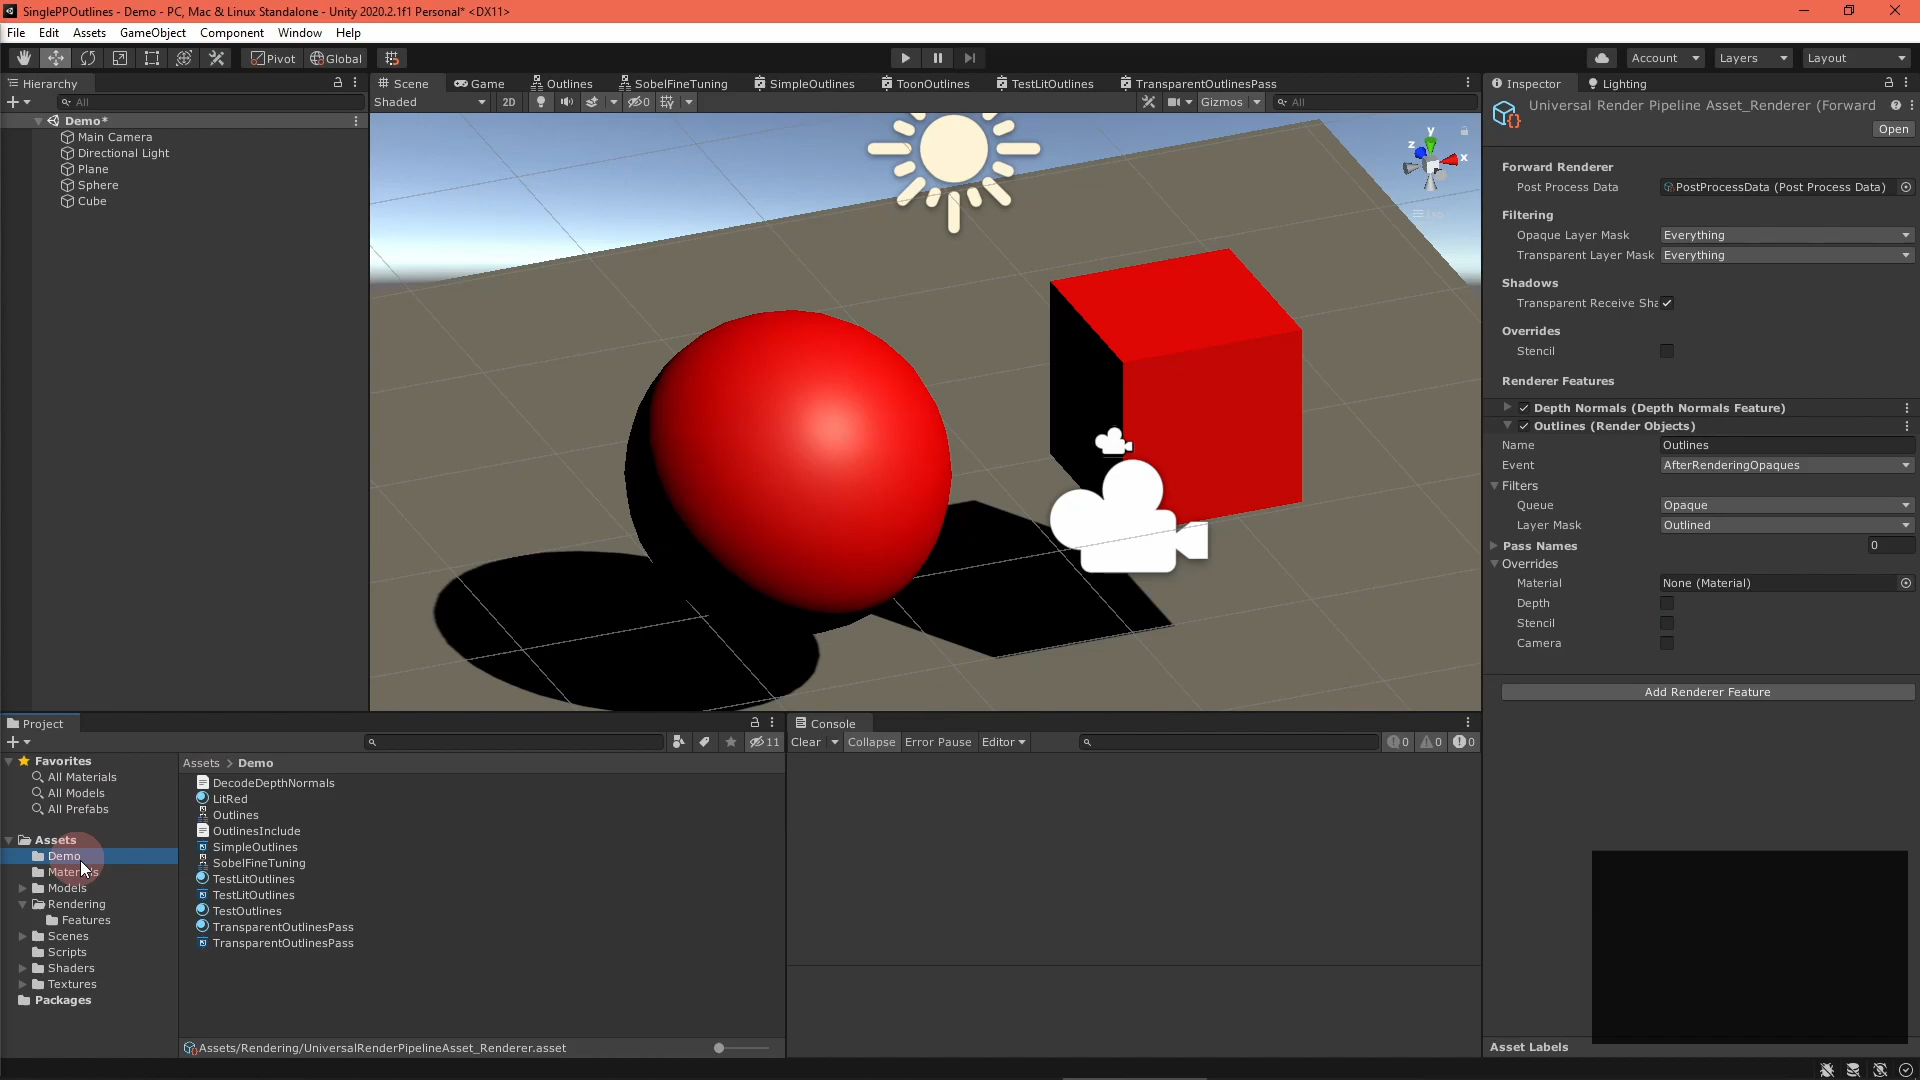 SinglePPOutlines - Demo - PC, Mac & Linux Standalone - Unity 2020.2.1f1 Personal* <DX11>
File Edit Assets GameObject Component Window Help
Pivot Global Account Layers Layout
Hierarchy
All
Demo*
Main Camera
Directional Light
Plane
Sphere
Cube
Scene Game Outlines SobelFineTuning SimpleOutlines ToonOutlines TestLitOutlines TransparentOutlinesPass
Shaded 2D 0 Gizmos All
y
z x
Iso
Inspector Lighting
Universal Render Pipeline Asset_Renderer (Forward
Open
Forward Renderer
Post Process Data PostProcessData (Post Process Data)
Filtering
Opaque Layer Mask Everything
Transparent Layer Mask Everything
Shadows
Transparent Receive Sha
Overrides
Stencil
Renderer Features
Depth Normals (Depth Normals Feature)
Outlines (Render Objects)
Name Outlines
Event AfterRenderingOpaques
Filters
Queue Opaque
Layer Mask Outlined
Pass Names 0
Overrides
Material None (Material)
Depth
Stencil
Camera
Add Renderer Feature
Asset Labels
Project
11
Favorites
All Materials
All Models
All Prefabs
Assets
Demo
Materials
Models
Rendering
Features
Scenes
Scripts
Shaders
Textures
Packages
Assets > Demo
DecodeDepthNormals
LitRed
Outlines
OutlinesInclude
SimpleOutlines
SobelFineTuning
TestLitOutlines
TestLitOutlines
TestOutlines
TransparentOutlinesPass
TransparentOutlinesPass
Assets/Rendering/UniversalRenderPipelineAsset_Renderer.asset
Console
Clear Collapse Error Pause Editor 0 0 0